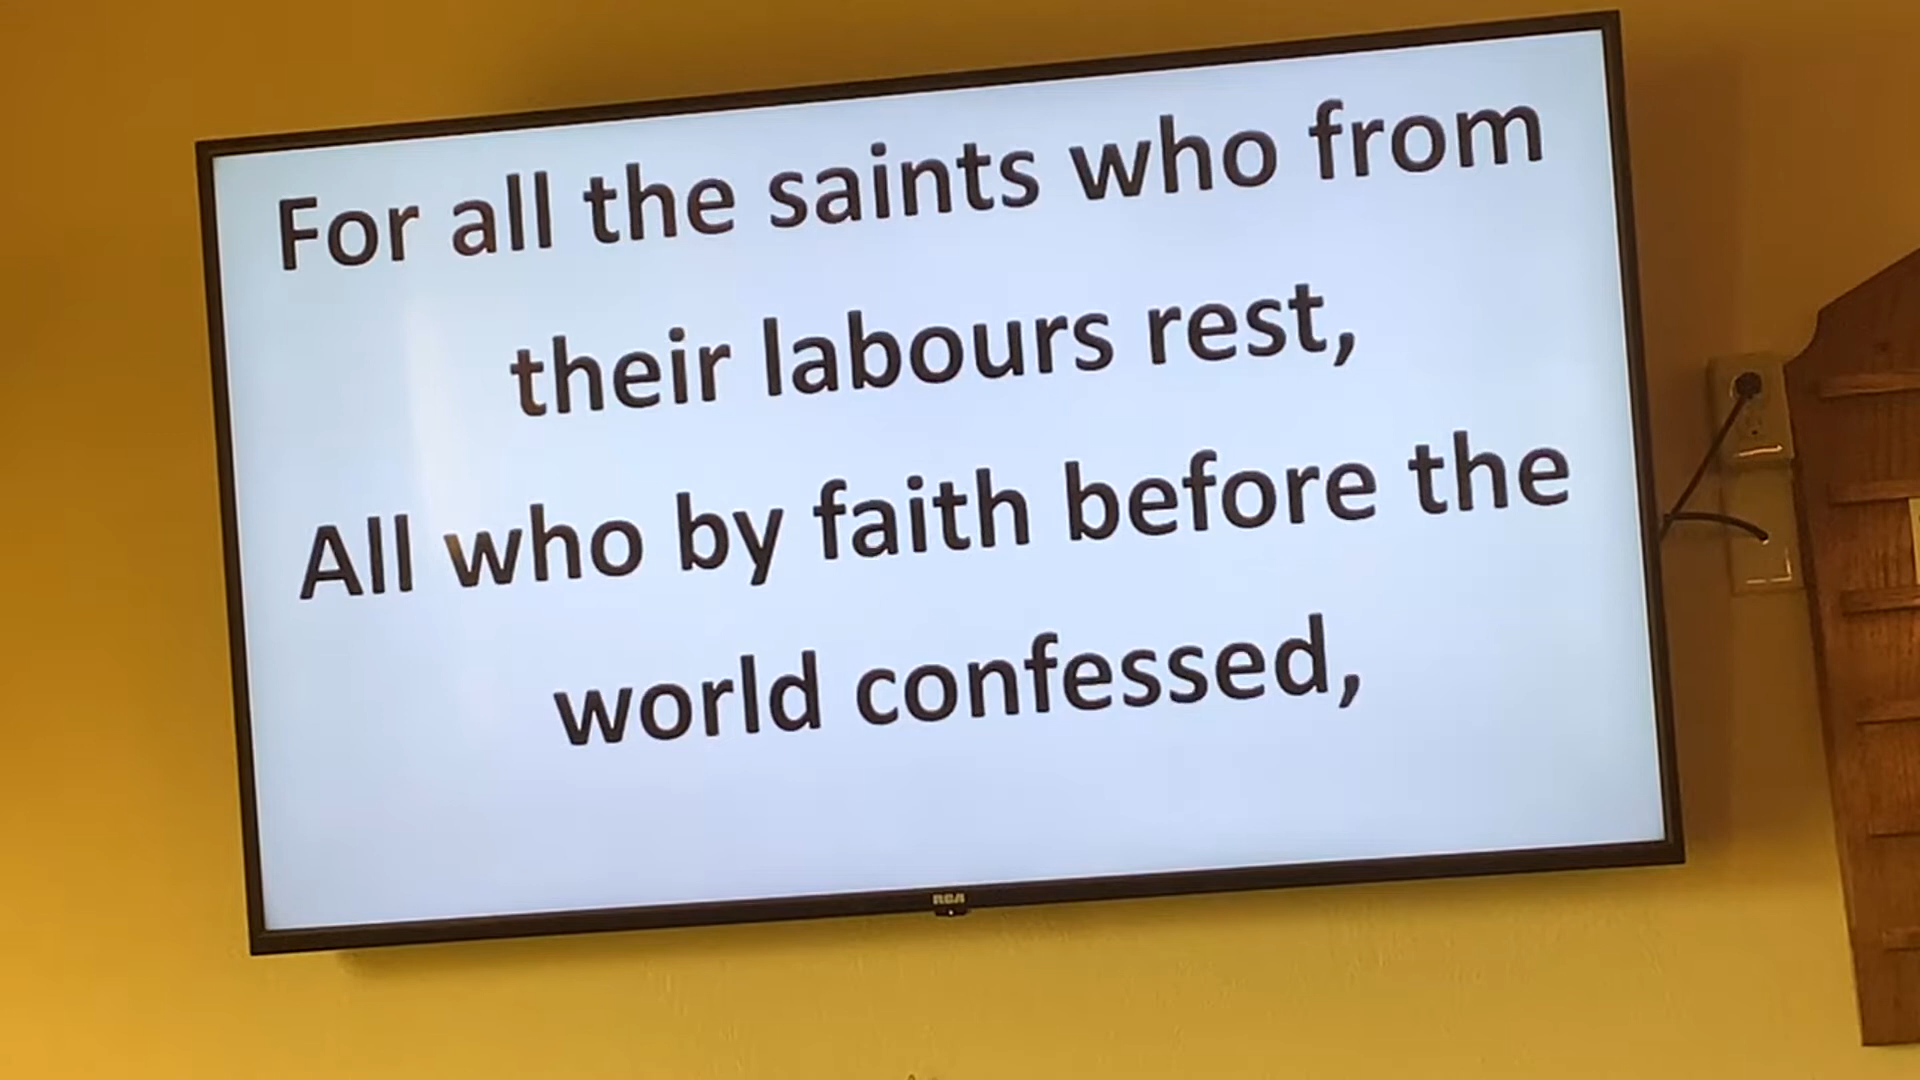 For all the saints who from
their labours rest,
All who by faith before the
world confessed,
RCA